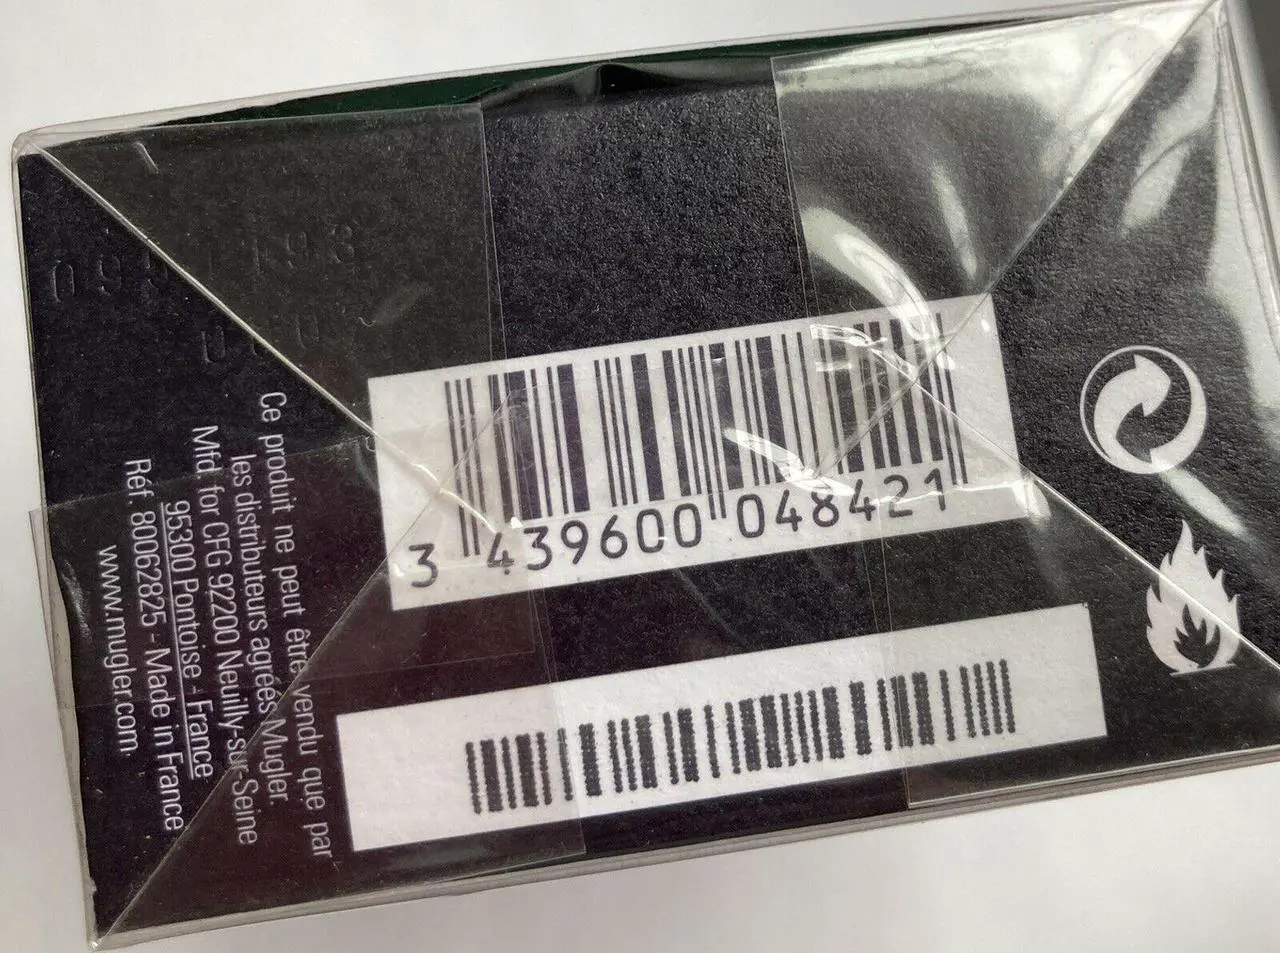 3 439600 048421
Ce produit ne peut être vendu que par
les distributeurs agréés Mugler.
Mfd. for CFG 92200 Neuilly-sur-Seine
95300 Pontoise - France
Réf 80062825 - Made in France
www.mugler.com